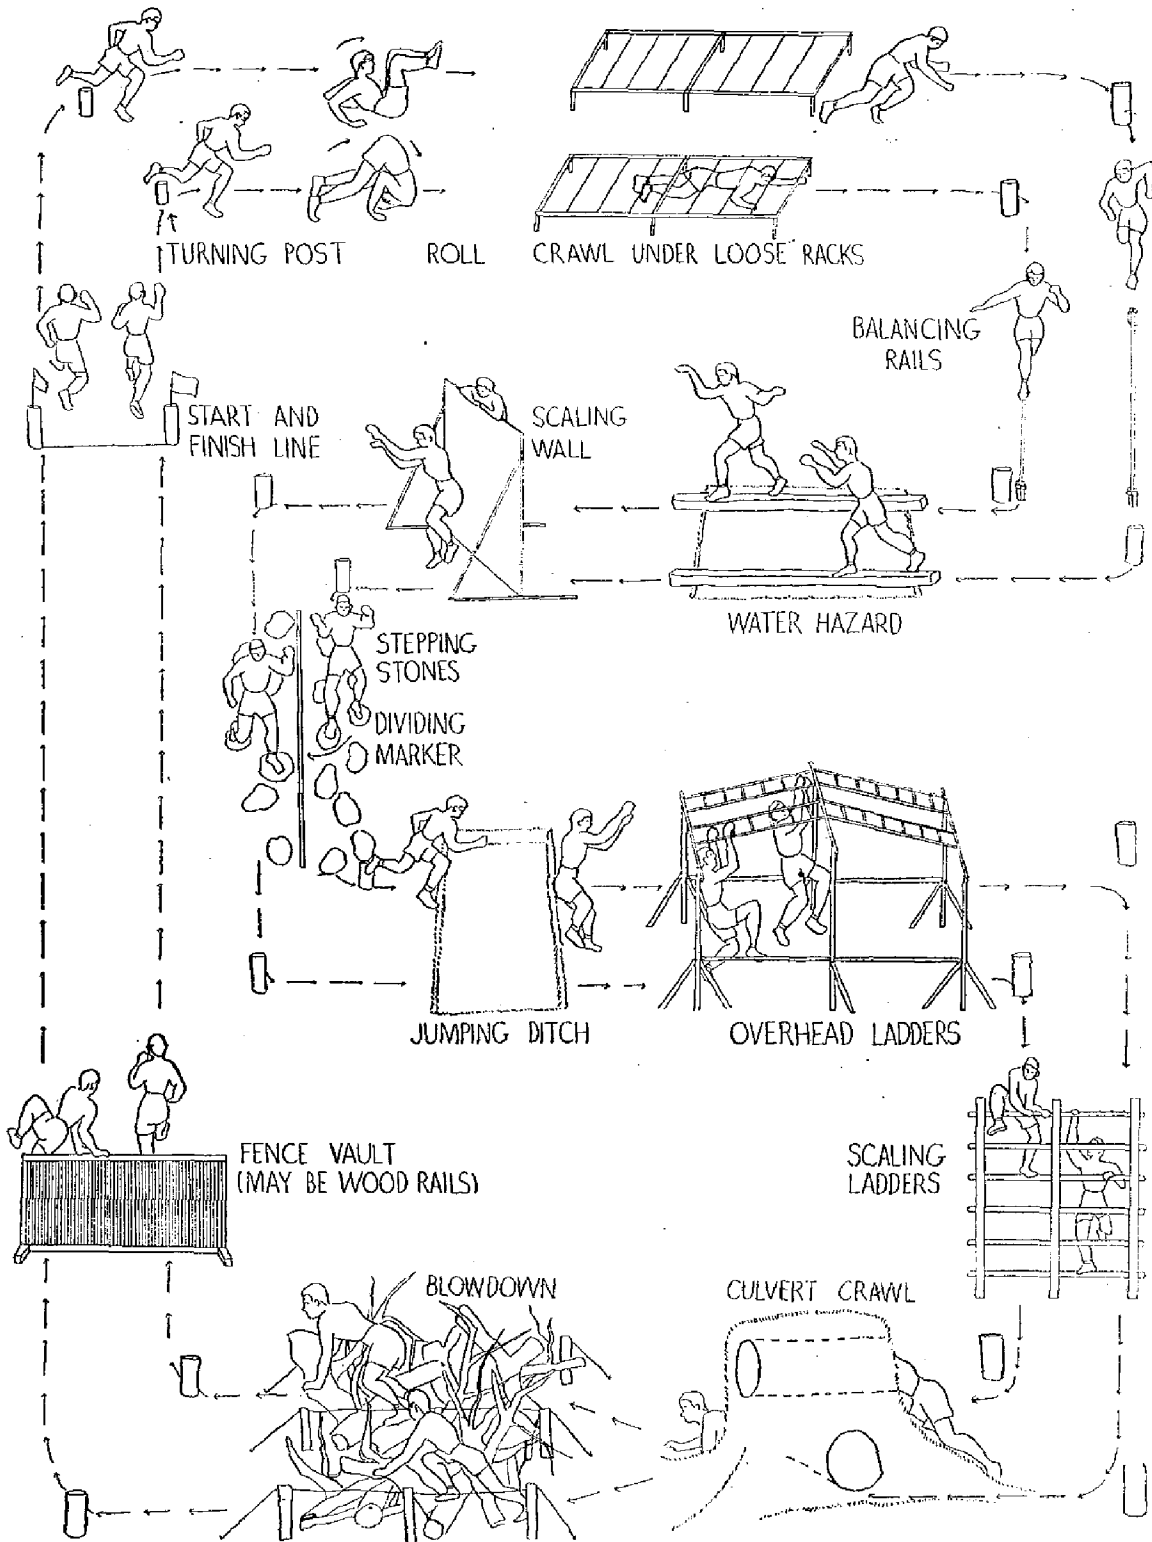 TURNING POST
ROLL
CRAWL UNDER LOOSE RACKS
BALANCING
RAILS
START AND
FINISH LINE
SCALING
WALL
WATER HAZARD
STEPPING
STONES
DIVIDING
MARKER
JUMPING DITCH
OVERHEAD LADDERS
FENCE VAULT
(MAY BE WOOD RAILS)
SCALING
LADDERS
BLOWDOWN
CULVERT CRAWL